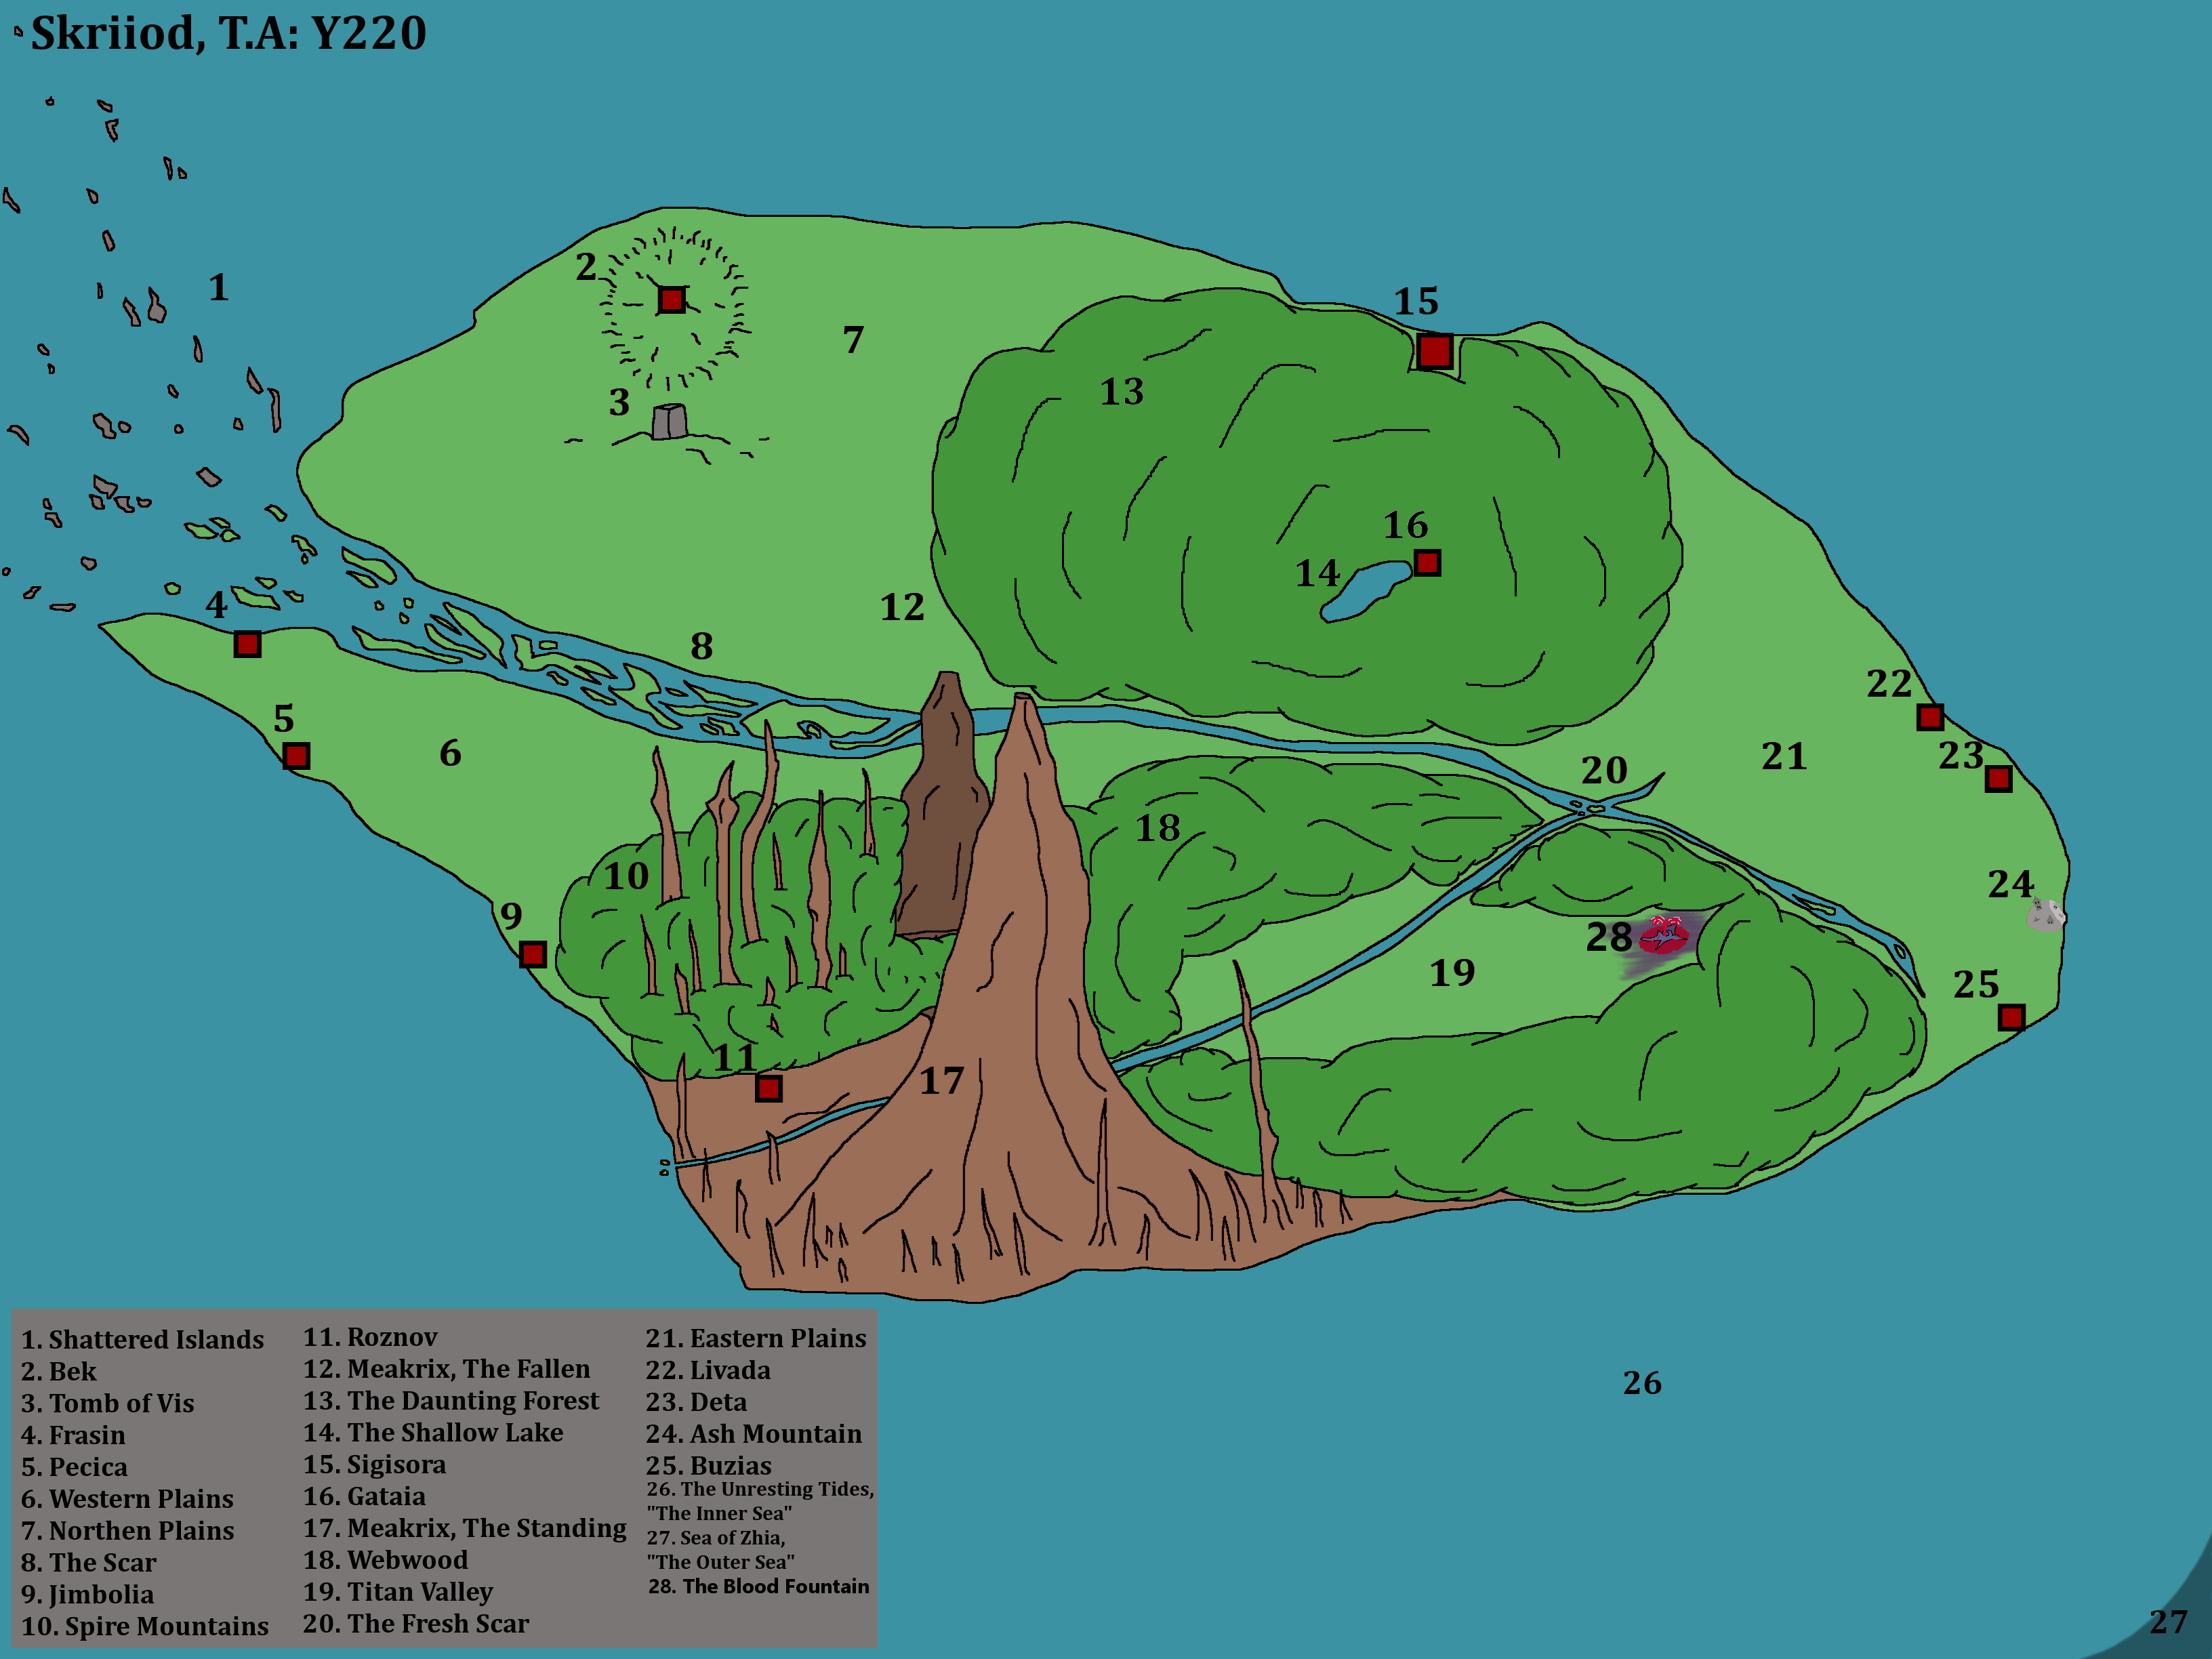 Skriiod, T.A: Y220
1
2
15
7
3
13
16
14
4
12
8
22
5
6
23
21
20
18
10
24
9
28
19
25
11
17
26
27
1. Shattered Islands
2. Bek
3. Tomb of Vis
4. Frasin
5. Pecica
6. Western Plains
7. Northen Plains
8. The Scar
9. Jimbolia
10. Spire Mountains
11. Roznov
12. Meakrix, The Fallen
13. The Daunting Forest
14. The Shallow Lake
15. Sigisora
16. Gataia
17. Meakrix, The Standing
18. Webwood
19. Titan Valley
20. The Fresh Scar
21. Eastern Plains
22. Livada
23. Deta
24. Ash Mountain
25. Buzias
26. The Unresting Tides,
"The Inner Sea"
27. Sea of Zhia,
"The Outer Sea"
28. The Blood Fountain